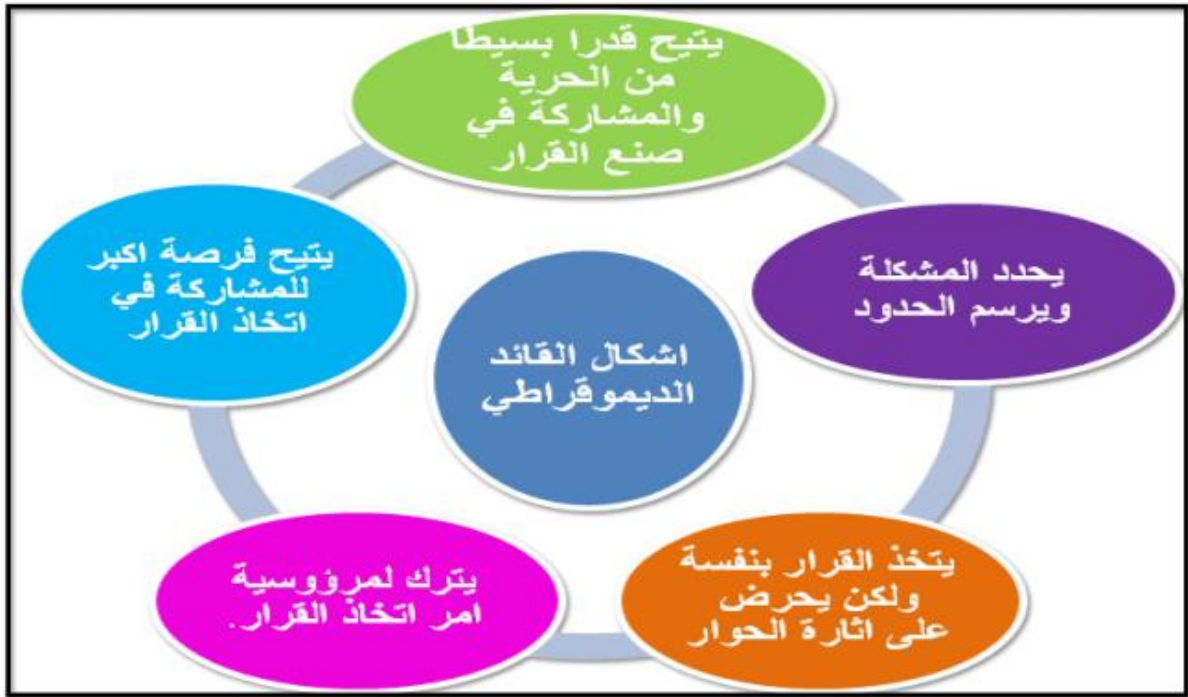 يتيح قدرا بسيطا
من الحرية
والمشاركة في
صنع القرار
يحدد المشكلة
ويرسم الحدود
يتخذ القرار بنفسة
ولكن يحرض
على اثارة الحوار
يترك لمرؤوسية
امر اتخاذ القرار.
يتيح فرصة اكبر
للمشاركة في
اتخاذ القرار
اشكال القائد
الديموقراطي